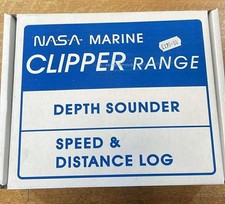 NASA MARINE
CLIPPER RANGE
DEPTH SOUNDER
SPEED &
DISTANCE LOG